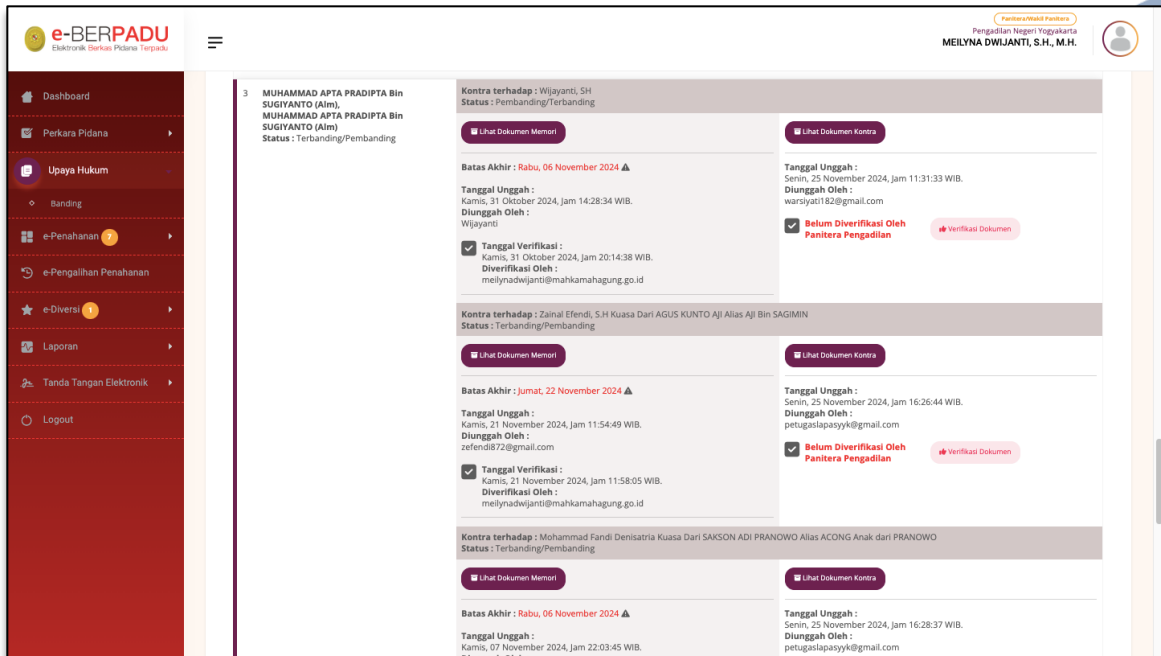 e-BERPADU
Elektronik Berkas Pidana Terpadu
Panitera/Wakil Panitera
Pengadilan Negeri Yogyakarta
MEILYNA DWIJANTI, S.H., M.H.
Dashboard
Perkara Pidana
Upaya Hukum
Banding
e-Penahanan 7
e-Pengalihan Penahanan
e-Diversi 1
Laporan
Tanda Tangan Elektronik
Logout
3 MUHAMMAD APTA PRADIPTA Bin
SUGIYANTO (Alm),
MUHAMMAD APTA PRADIPTA Bin
SUGIYANTO (Alm)
Status : Terbanding/Pembanding
Kontra terhadap : Wijayanti, SH
Status : Pembanding/Terbanding
Lihat Dokumen Memori
Batas Akhir : Rabu, 06 November 2024
Tanggal Unggah :
Kamis, 31 Oktober 2024, Jam 14:28:34 WIB.
Diunggah Oleh :
Wijayanti
Tanggal Verifikasi :
Kamis, 31 Oktober 2024, Jam 20:14:38 WIB.
Diverifikasi Oleh :
meilynadwijanti@mahkamahagung.go.id
Lihat Dokumen Kontra
Tanggal Unggah :
Senin, 25 November 2024, Jam 11:31:33 WIB.
Diunggah Oleh :
warsiyati182@gmail.com
Belum Diverifikasi Oleh
Panitera Pengadilan
Verifikasi Dokumen
Kontra terhadap : Zainal Efendi, S.H Kuasa Dari AGUS KUNTO AJI Alias AJI Bin SAGIMIN
Status : Terbanding/Pembanding
Lihat Dokumen Memori
Batas Akhir : Jumat, 22 November 2024
Tanggal Unggah :
Kamis, 21 November 2024, Jam 11:54:49 WIB.
Diunggah Oleh :
zefendi872@gmail.com
Tanggal Verifikasi :
Kamis, 21 November 2024, Jam 11:58:05 WIB.
Diverifikasi Oleh :
meilynadwijanti@mahkamahagung.go.id
Lihat Dokumen Kontra
Tanggal Unggah :
Senin, 25 November 2024, Jam 16:26:44 WIB.
Diunggah Oleh :
petugaslapasyyk@gmail.com
Belum Diverifikasi Oleh
Panitera Pengadilan
Verifikasi Dokumen
Kontra terhadap : Mohammad Fandi Denisatria Kuasa Dari SAKSON ADI PRANOWO Alias ACONG Anak dari PRANOWO
Status : Terbanding/Pembanding
Lihat Dokumen Memori
Batas Akhir : Rabu, 06 November 2024
Tanggal Unggah :
Kamis, 07 November 2024, Jam 22:03:45 WIB.
Lihat Dokumen Kontra
Tanggal Unggah :
Senin, 25 November 2024, Jam 16:28:37 WIB.
Diunggah Oleh :
petugaslapasyyk@gmail.com